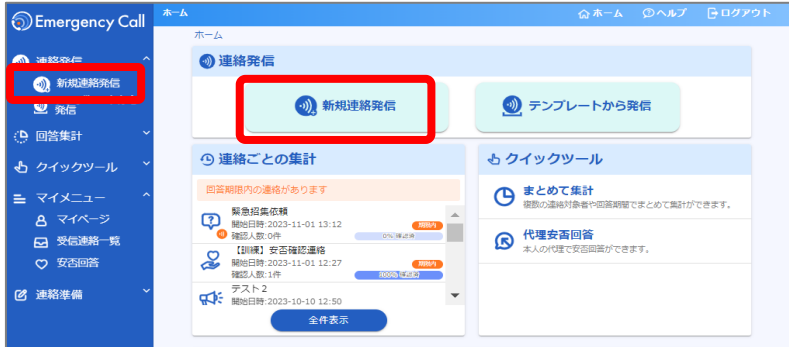 Emergency Call
ホーム
ホーム
ヘルプ
ログアウト
ホーム
連絡発信
新規連絡発信
発信
回答集計
クイックツール
マイメニュー
マイページ
受信連絡一覧
安否回答
連絡準備
連絡発信
新規連絡発信
テンプレートから発信
連絡ごとの集計
回答期限内の連絡があります
緊急招集依頼
開始日時:2023-11-01 13:12
期限内
確認人数:0件
0% 確認済
【訓練】安否確認連絡
開始日時:2023-11-01 12:27
期限内
確認人数:1件
100% 確認済
テスト2
開始日時:2023-10-10 12:50
全件表示
クイックツール
まとめて集計
複数の連絡対象者や回答期間でまとめて集計ができます。
代理安否回答
本人の代理で安否回答ができます。